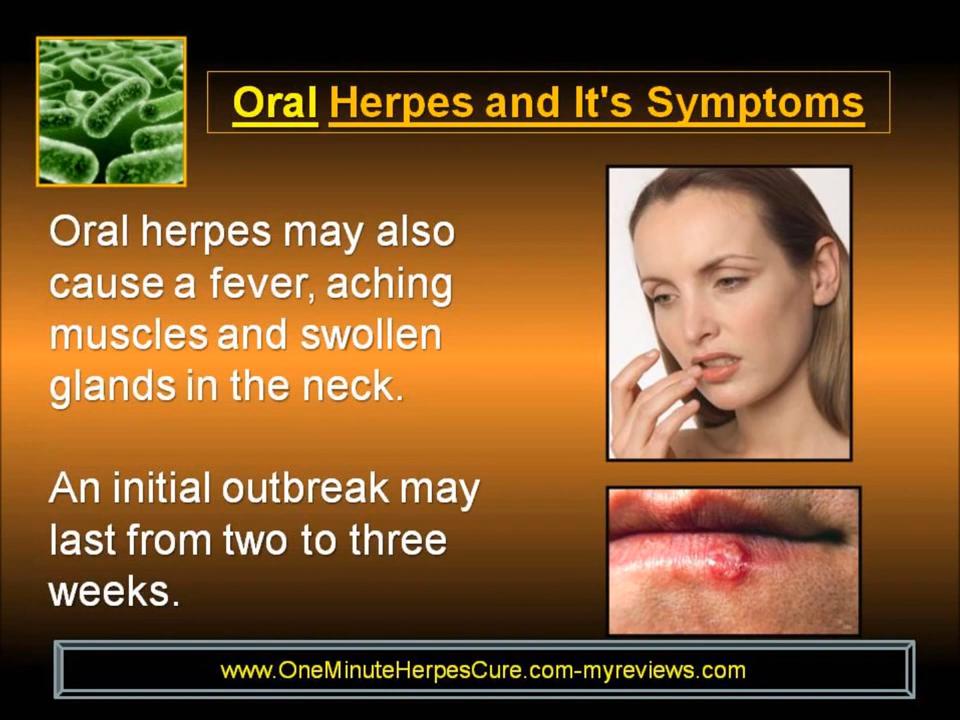 Oral Herpes and It's Symptoms
Oral herpes may also
cause a fever, aching
muscles and swollen
glands in the neck.
An initial outbreak may
last from two to three
weeks.
www.OneMinuteHerpesCure.com-myreviews.com